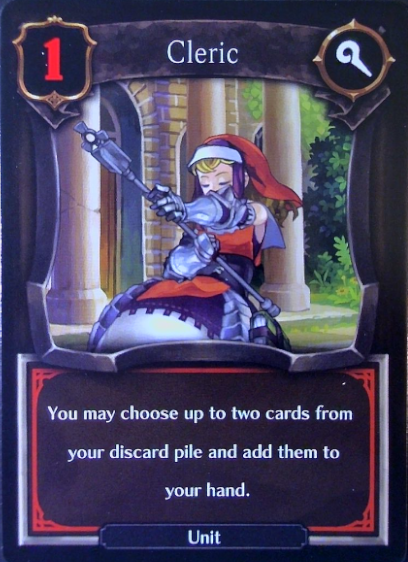 1
Cleric
You may choose up to two cards from
your discard pile and add them to
your hand.
Unit